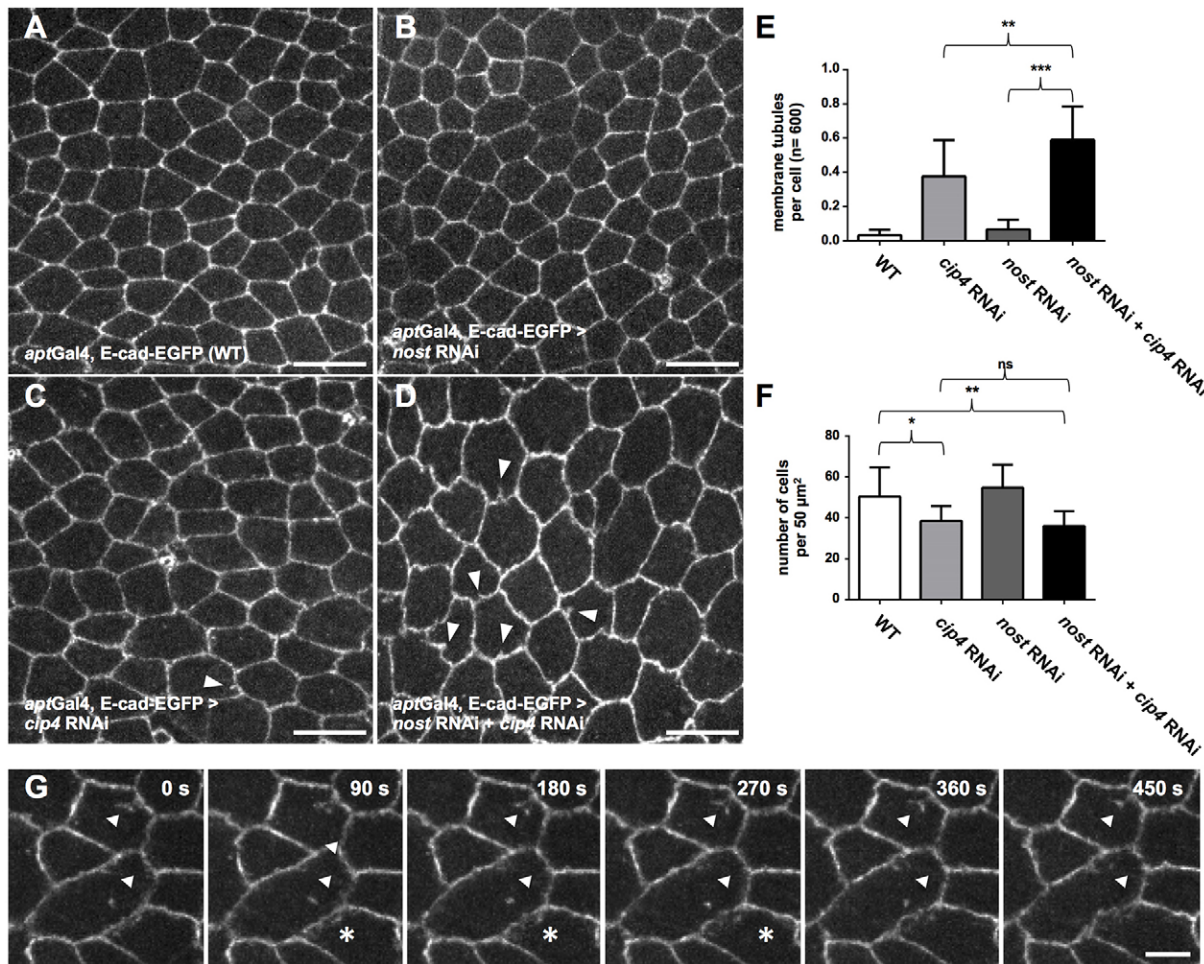 A
aptGal4, E-cad-EGFP (WT)
B
aptGal4, E-cad-EGFP >
nost RNAi
C
aptGal4, E-cad-EGFP >
cip4 RNAi
D
aptGal4, E-cad-EGFP >
nost RNAi + cip4 RNAi
E
**
***
membrane tubules
per cell (n= 600)
1.0
0.8
0.6
0.4
0.2
0.0
WT
cip4 RNAi
nost RNAi
nost RNAi + cip4 RNAi
F
ns
**
*
number of cells
per 50 µm²
80
60
40
20
0
WT
cip4 RNAi
nost RNAi
nost RNAi + cip4 RNAi
G
0 s
90 s
*
180 s
*
270 s
*
360 s
450 s